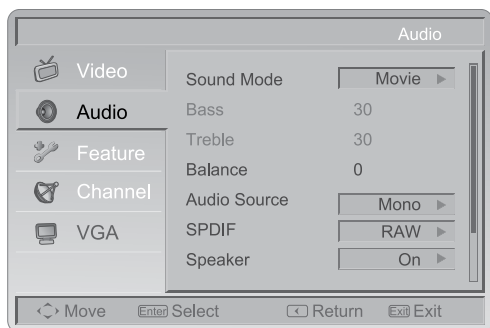 Audio
Video
Audio
Feature
Channel
VGA
Sound Mode Movie
Bass 30
Treble 30
Balance 0
Audio Source Mono
SPDIF RAW
Speaker On
Move Enter Select Return Exit Exit